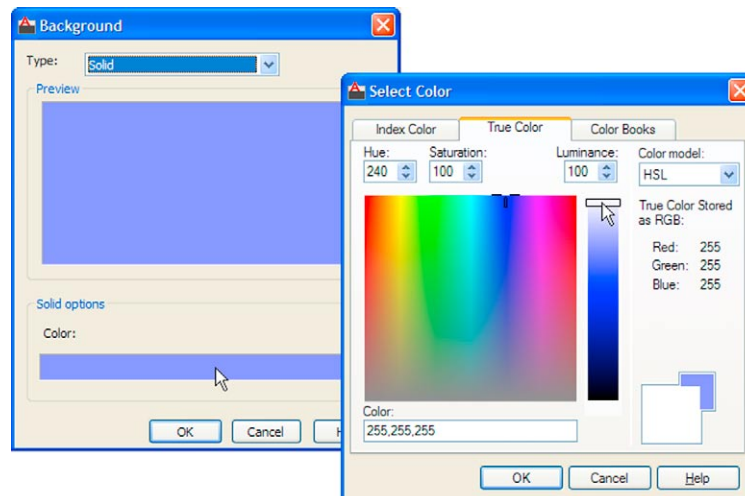 Background
Type: Solid
Preview
Solid options
Color:
OK Cancel
Select Color
Index Color True Color Color Books
Hue: Saturation: Luminance: Color model:
240 100 100 HSL
True Color Stored
as RGB:
Red: 255
Green: 255
Blue: 255
Color:
255,255,255
OK Cancel Help